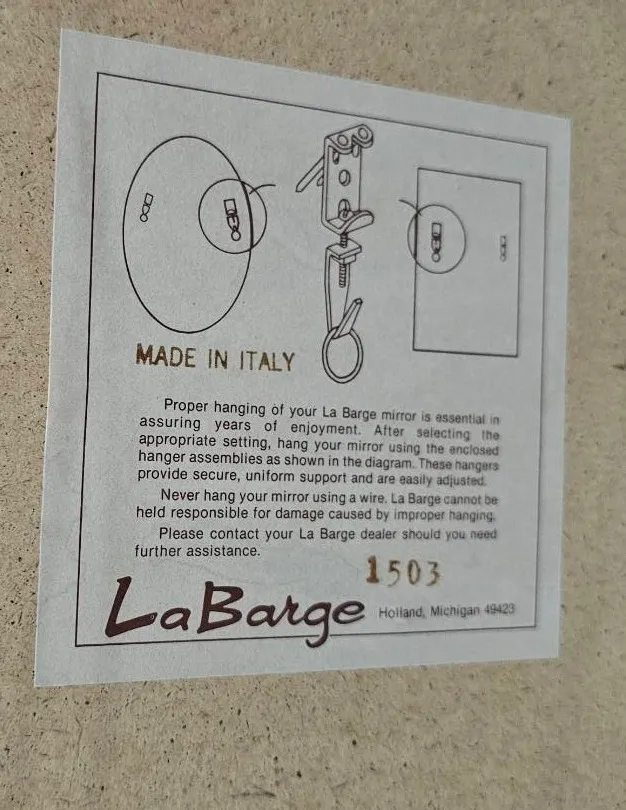 MADE IN ITALY
Proper hanging of your La Barge mirror is essential in
assuring years of enjoyment. After selecting the
appropriate setting, hang your mirror using the enclosed
hanger assemblies as shown in the diagram. These hangers
provide secure, uniform support and are easily adjusted.
Never hang your mirror using a wire. La Barge cannot be
held responsible for damage caused by improper hanging.
Please contact your La Barge dealer should you need
further assistance.
1503
LaBarge Holland, Michigan 49423